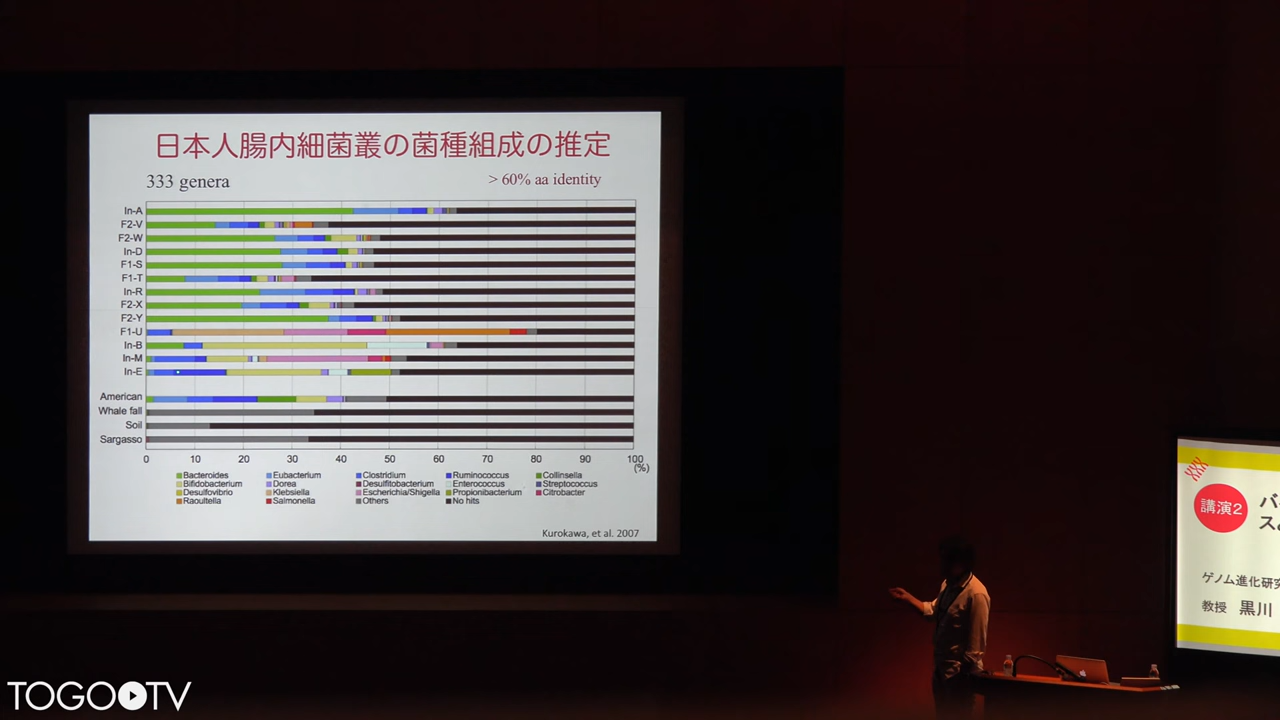 日本人腸内細菌叢の菌種組成の推定
333 genera
> 60% aa identity
In-A
F2-V
F2-W
In-D
F1-S
F1-T
In-R
F2-X
F2-Y
F1-U
In-B
In-M
In-E
American
Whale fall
Soil
Sargasso
0 10 20 30 40 50 60 70 80 90 100
(%)
Bacteroides Eubacterium Clostridium Ruminococcus Collinsella
Bifidobacterium Dorea Desulfitobacterium Enterococcus Streptococcus
Desulfovibrio Klebsiella Escherichia/Shigella Propionibacterium Citrobacter
Raoultella Salmonella Others No hits
Kurokawa, et al. 2007
講演2
バ
ス
ゲノム進化研究
教授 黒川
TOGO TV